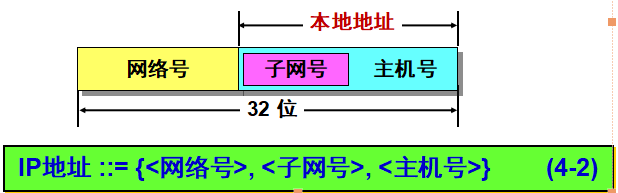 本地地址
网络号 子网号 主机号
32 位
IP地址 ::= {<网络号>, <子网号>, <主机号>} (4-2)